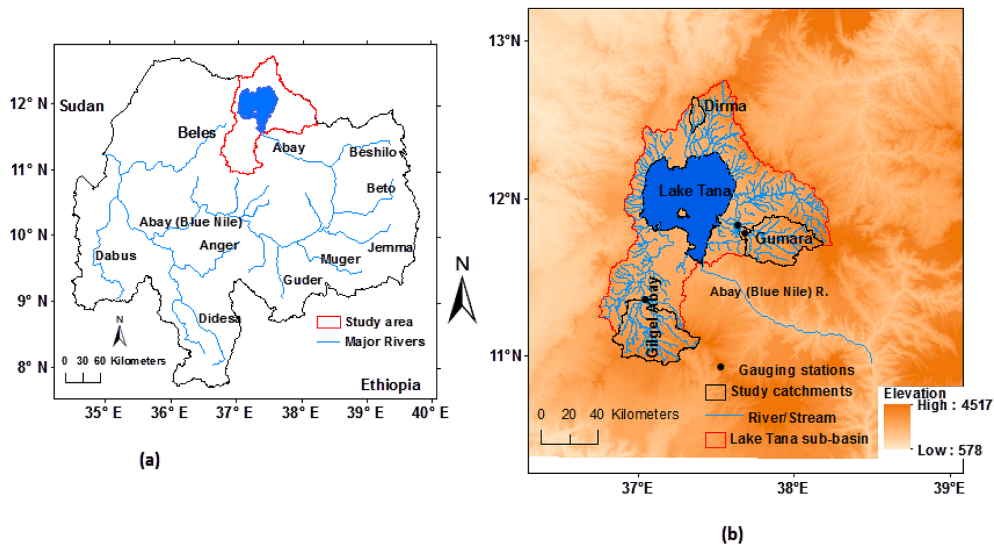 12° N
11° N
10° N
9° N
8° N
35° E
36° E
37° E
38° E
39° E
40° E
Sudan
Beles
Abay
Beshilo
Beto
Abay (Blue Nile)
Anger
Jemma
Dabus
Muger
Guder
Didesa
N
0 30 60 Kilometers
Study area
Major Rivers
Ethiopia
(a)
N
13°N
12°N
11°N
37°E
38°E
39°E
Dirma
Lake Tana
Gumara
Abay (Blue Nile) R.
Gilgel Abay
Gauging stations
Study catchments
River/Stream
Lake Tana sub-basin
0 20 40 Kilometers
Elevation
High : 4517
Low : 578
(b)